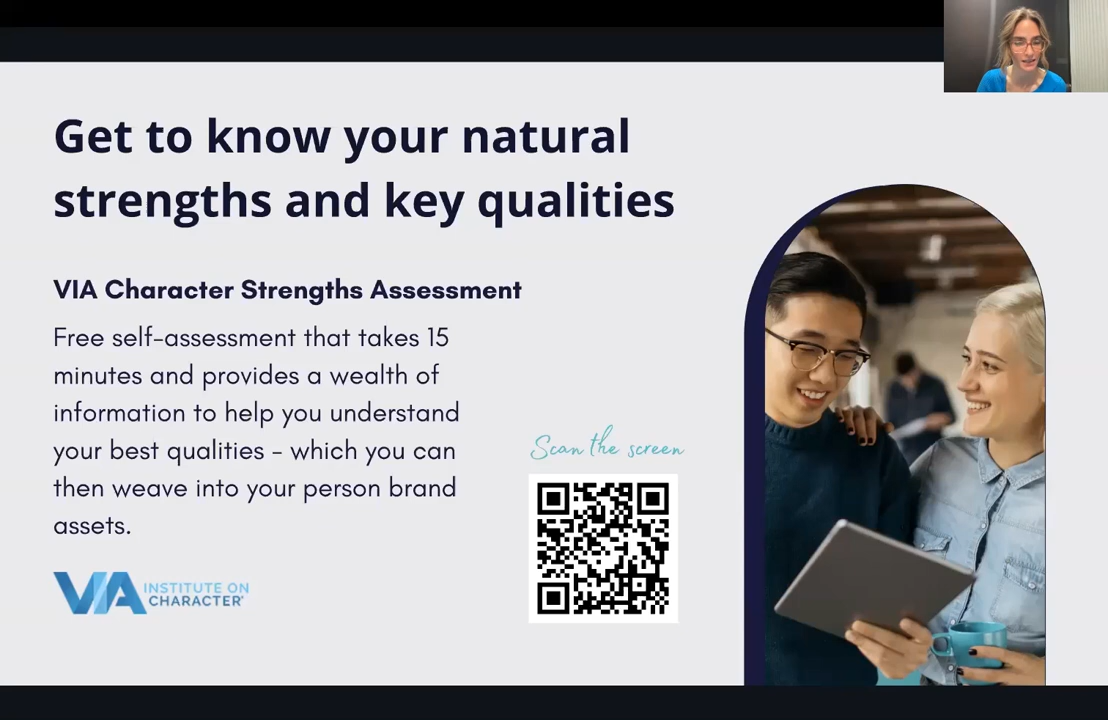 Get to know your natural
strengths and key qualities
VIA Character Strengths Assessment
Free self-assessment that takes 15
minutes and provides a wealth of
information to help you understand
your best qualities - which you can
then weave into your person brand
assets.
Scan the screen
VIA INSTITUTE ON
CHARACTER®